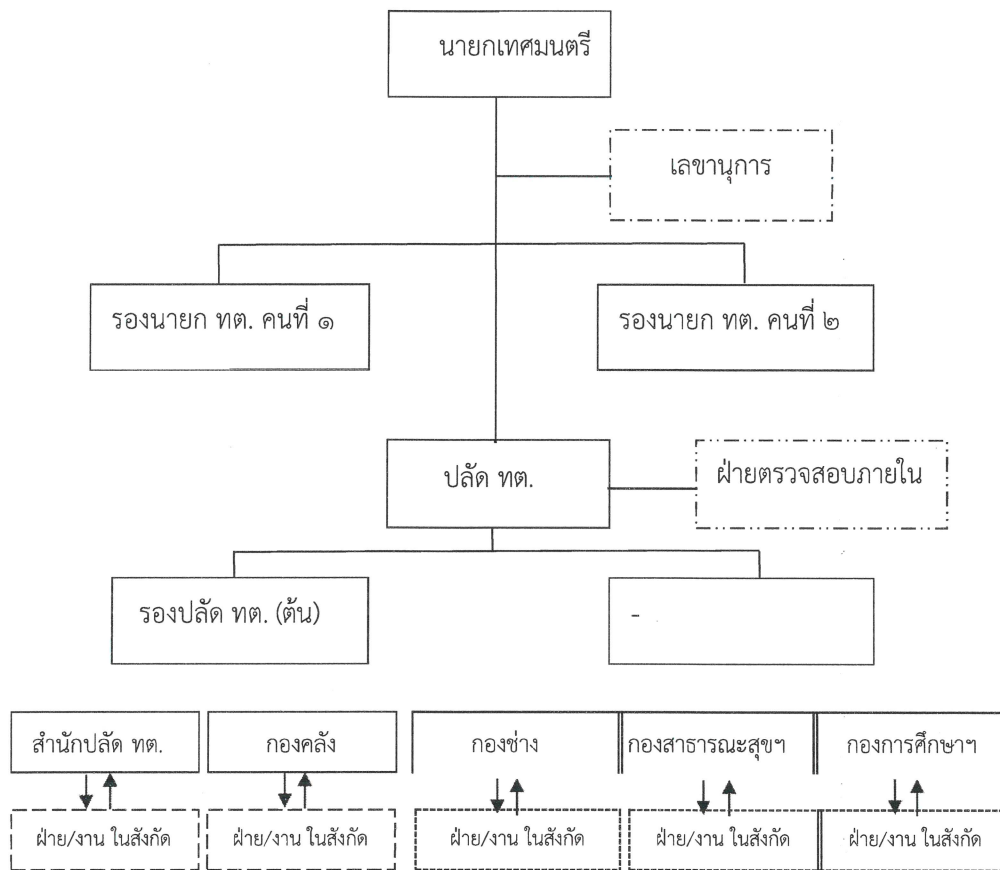 นายกเทศมนตรี
เลขานุการ
รองนายก ทต. คนที่ ๑
รองนายก ทต. คนที่ ๒
ปลัด ทต.
ฝ่ายตรวจสอบภายใน
รองปลัด ทต. (ต้น)
-
สำนักปลัด ทต.
กองคลัง
กองช่าง
กองสาธารณะสุขฯ
กองการศึกษาฯ
ฝ่าย/งาน ในสังกัด
ฝ่าย/งาน ในสังกัด
ฝ่าย/งาน ในสังกัด
ฝ่าย/งาน ในสังกัด
ฝ่าย/งาน ในสังกัด